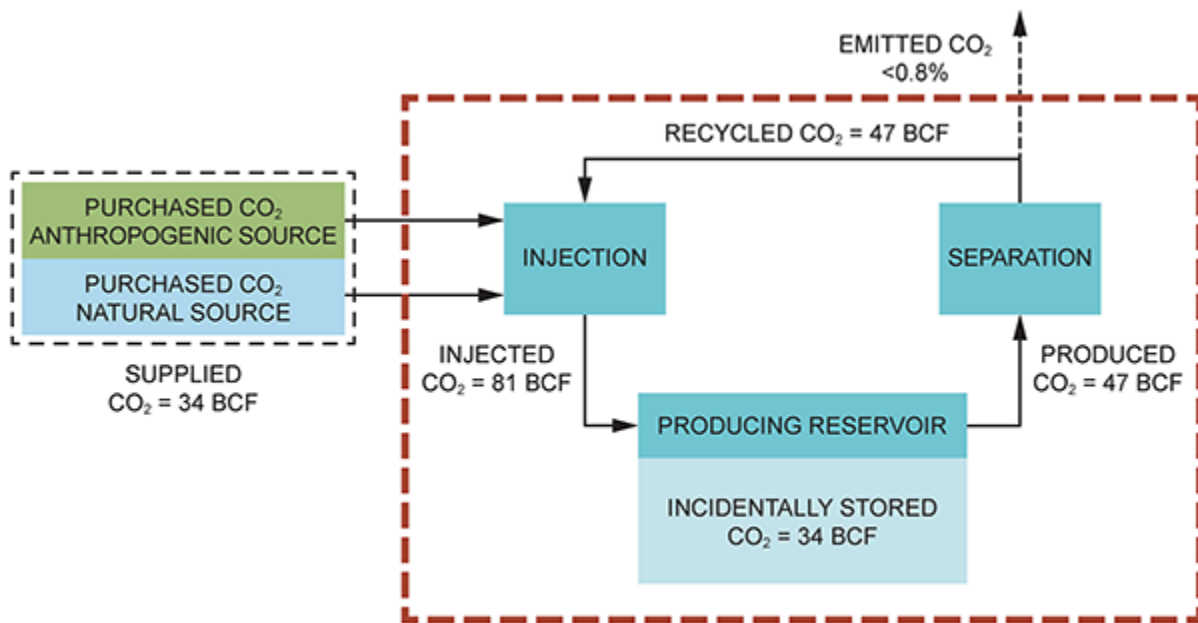 EMITTED CO₂
<0.8%
RECYCLED CO₂ = 47 BCF
PURCHASED CO₂
ANTHROPOGENIC SOURCE
PURCHASED CO₂
NATURAL SOURCE
SUPPLIED
CO₂ = 34 BCF
INJECTION
SEPARATION
INJECTED
CO₂ = 81 BCF
PRODUCED
CO₂ = 47 BCF
PRODUCING RESERVOIR
INCIDENTALLY STORED
CO₂ = 34 BCF